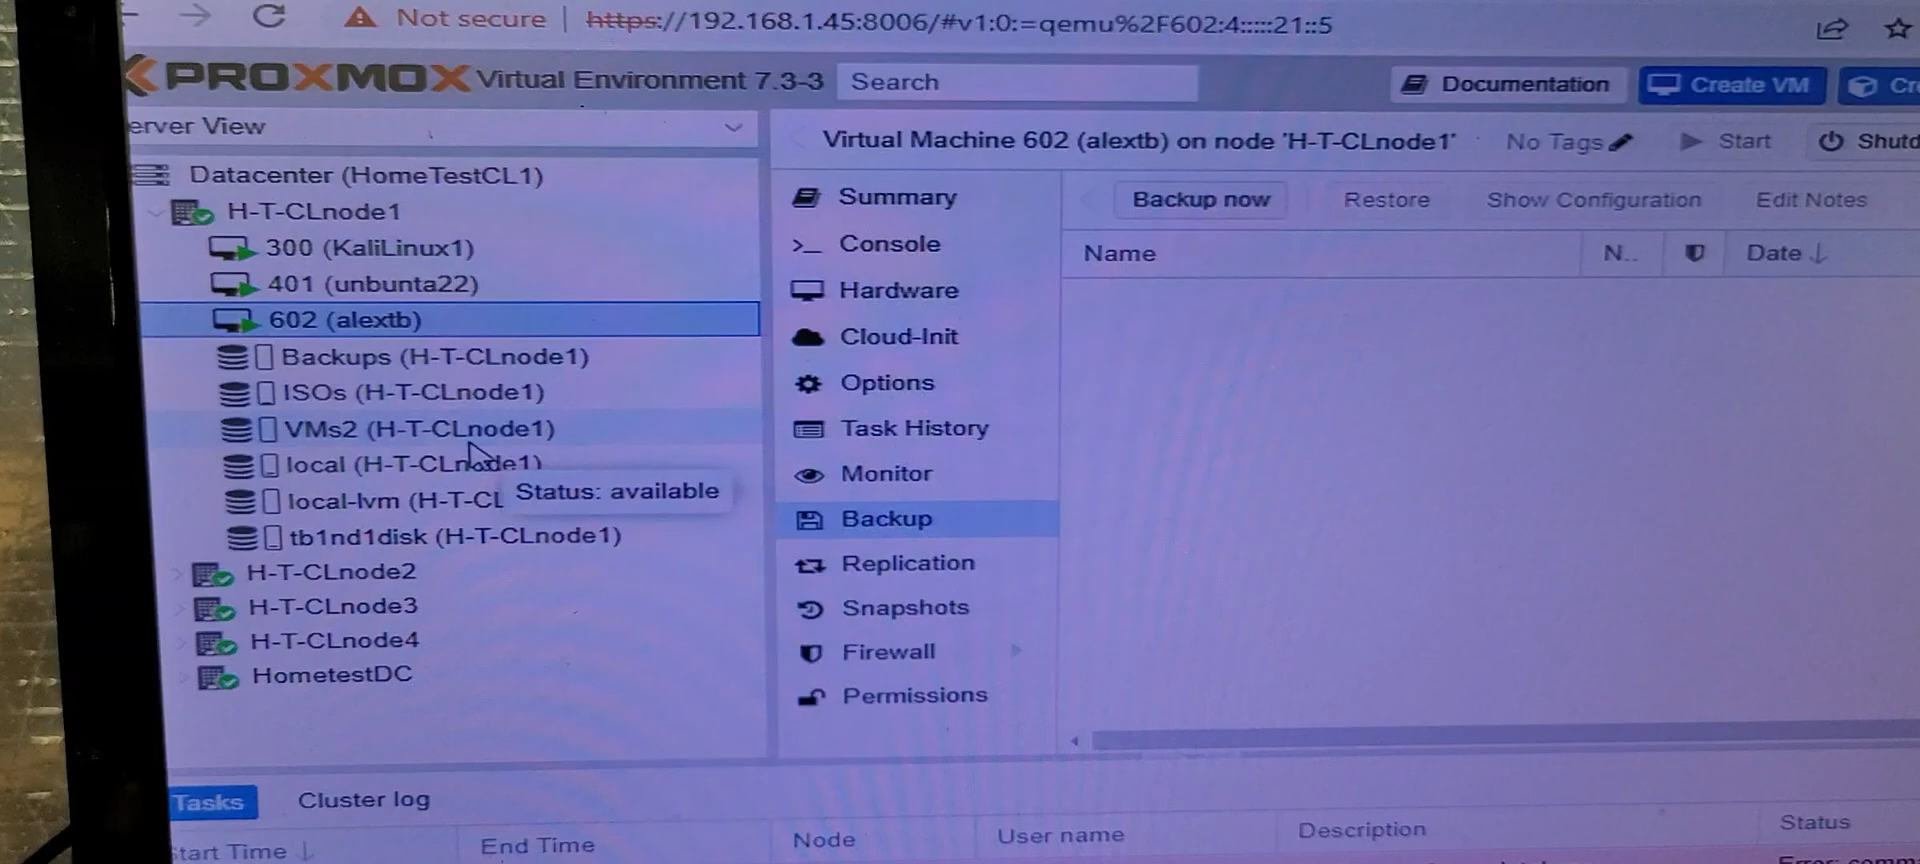 Not secure | https://192.168.1.45:8006/#v1:0:=qemu%2F602:4:::::21::5
PROXMOX Virtual Environment 7.3-3 Search Documentation Create VM
erver View
Virtual Machine 602 (alextb) on node 'H-T-CLnode1' No Tags Start Shutd
Datacenter (HomeTestCL1)
H-T-CLnode1
300 (KaliLinux1)
401 (unbunta22)
602 (alextb)
Backups (H-T-CLnode1)
ISOs (H-T-CLnode1)
VMs2 (H-T-CLnode1)
local (H-T-CLnode1)
local-lvm (H-T-CL
Status: available
tb1nd1disk (H-T-CLnode1)
H-T-CLnode2
H-T-CLnode3
H-T-CLnode4
HometestDC
Summary
Console
Hardware
Cloud-Init
Options
Task History
Monitor
Backup
Replication
Snapshots
Firewall
Permissions
Backup now Restore Show Configuration Edit Notes
Name N.. Date
Tasks Cluster log
Start Time End Time Node User name Description Status